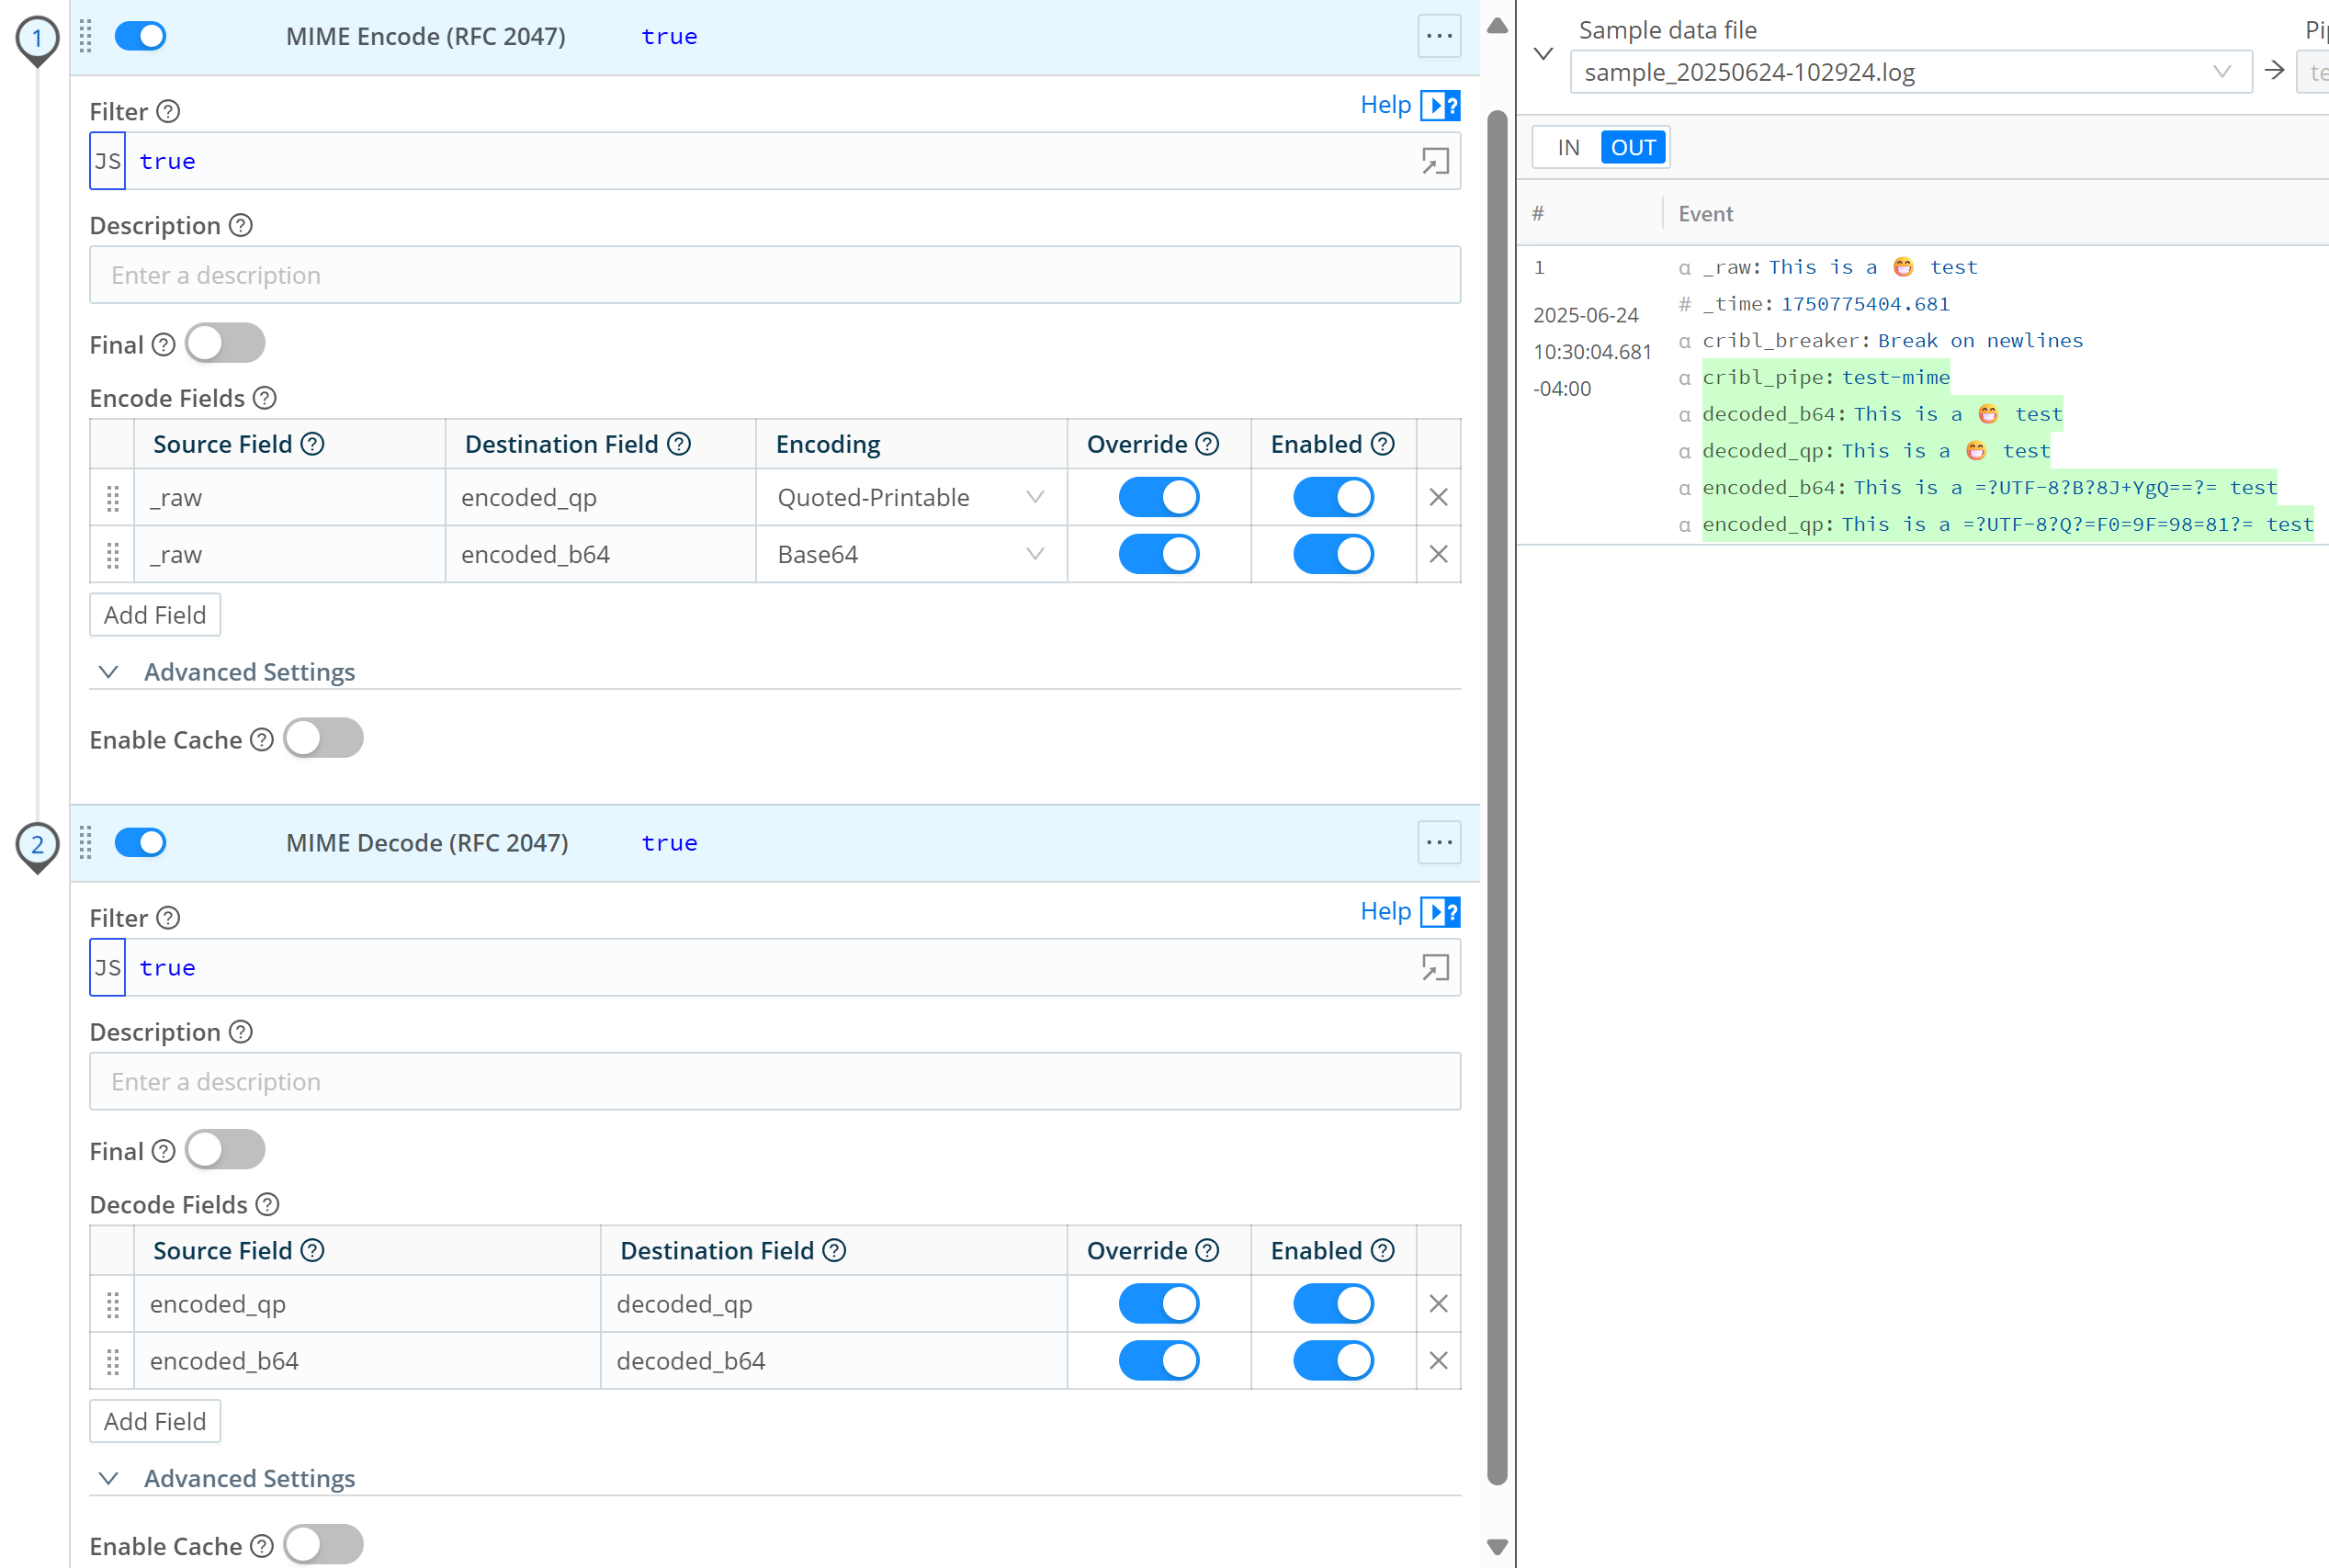 1
MIME Encode (RFC 2047) true ...
Filter ?
Help ?
JS true
Description ?
Enter a description
Final ?
Encode Fields ?
Source Field ? Destination Field ? Encoding Override ? Enabled ?
_raw encoded_qp Quoted-Printable
_raw encoded_b64 Base64
Add Field
Advanced Settings
Enable Cache ?
2
MIME Decode (RFC 2047) true ...
Filter ?
Help ?
JS true
Description ?
Enter a description
Final ?
Decode Fields ?
Source Field ? Destination Field ? Override ? Enabled ?
encoded_qp decoded_qp
encoded_b64 decoded_b64
Add Field
Advanced Settings
Enable Cache ?
Sample data file
sample_20250624-102924.log
IN OUT
# Event
1
2025-06-24
10:30:04.681
-04:00
α _raw: This is a 😁 test
# _time: 1750775404.681
α cribl_breaker: Break on newlines
α cribl_pipe: test-mime
α decoded_b64: This is a 😁 test
α decoded_qp: This is a 😁 test
α encoded_b64: This is a =?UTF-8?B?8J+YgQ==?= test
α encoded_qp: This is a =?UTF-8?Q?=F0=9F=98=81?= test